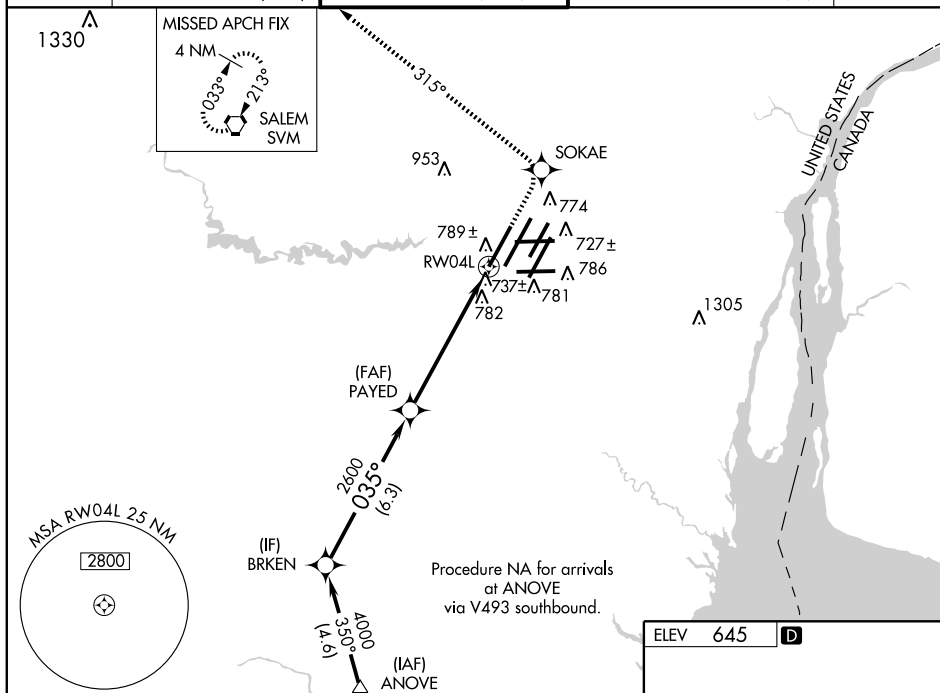 1330
MISSED APCH FIX
4 NM
033°
213°
SALEM
SVM
315°
UNITED STATES
CANADA
953
SOKAE
774
789±
727±
RW04L
786
737±
781
782
1305
(FAF)
PAYED
2600
035°
(6.3)
MSA RW04L 25 NM
2800
(IF)
BRKEN
Procedure NA for arrivals
at ANOVE
via V493 southbound.
4000
350°
(4.6)
(IAF)
ANOVE
ELEV 645 D